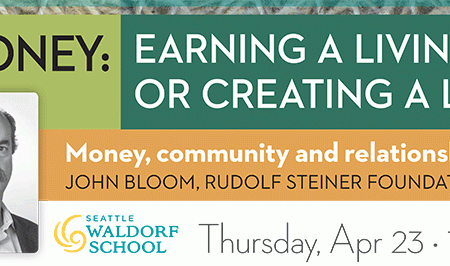 ONEY:
EARNING A LIVIN
OR CREATING A L
Money, community and relations
JOHN BLOOM, RUDOLF STEINER FOUNDAT
SEATTLE
WALDORF
SCHOOL
Thursday, Apr 23 ·